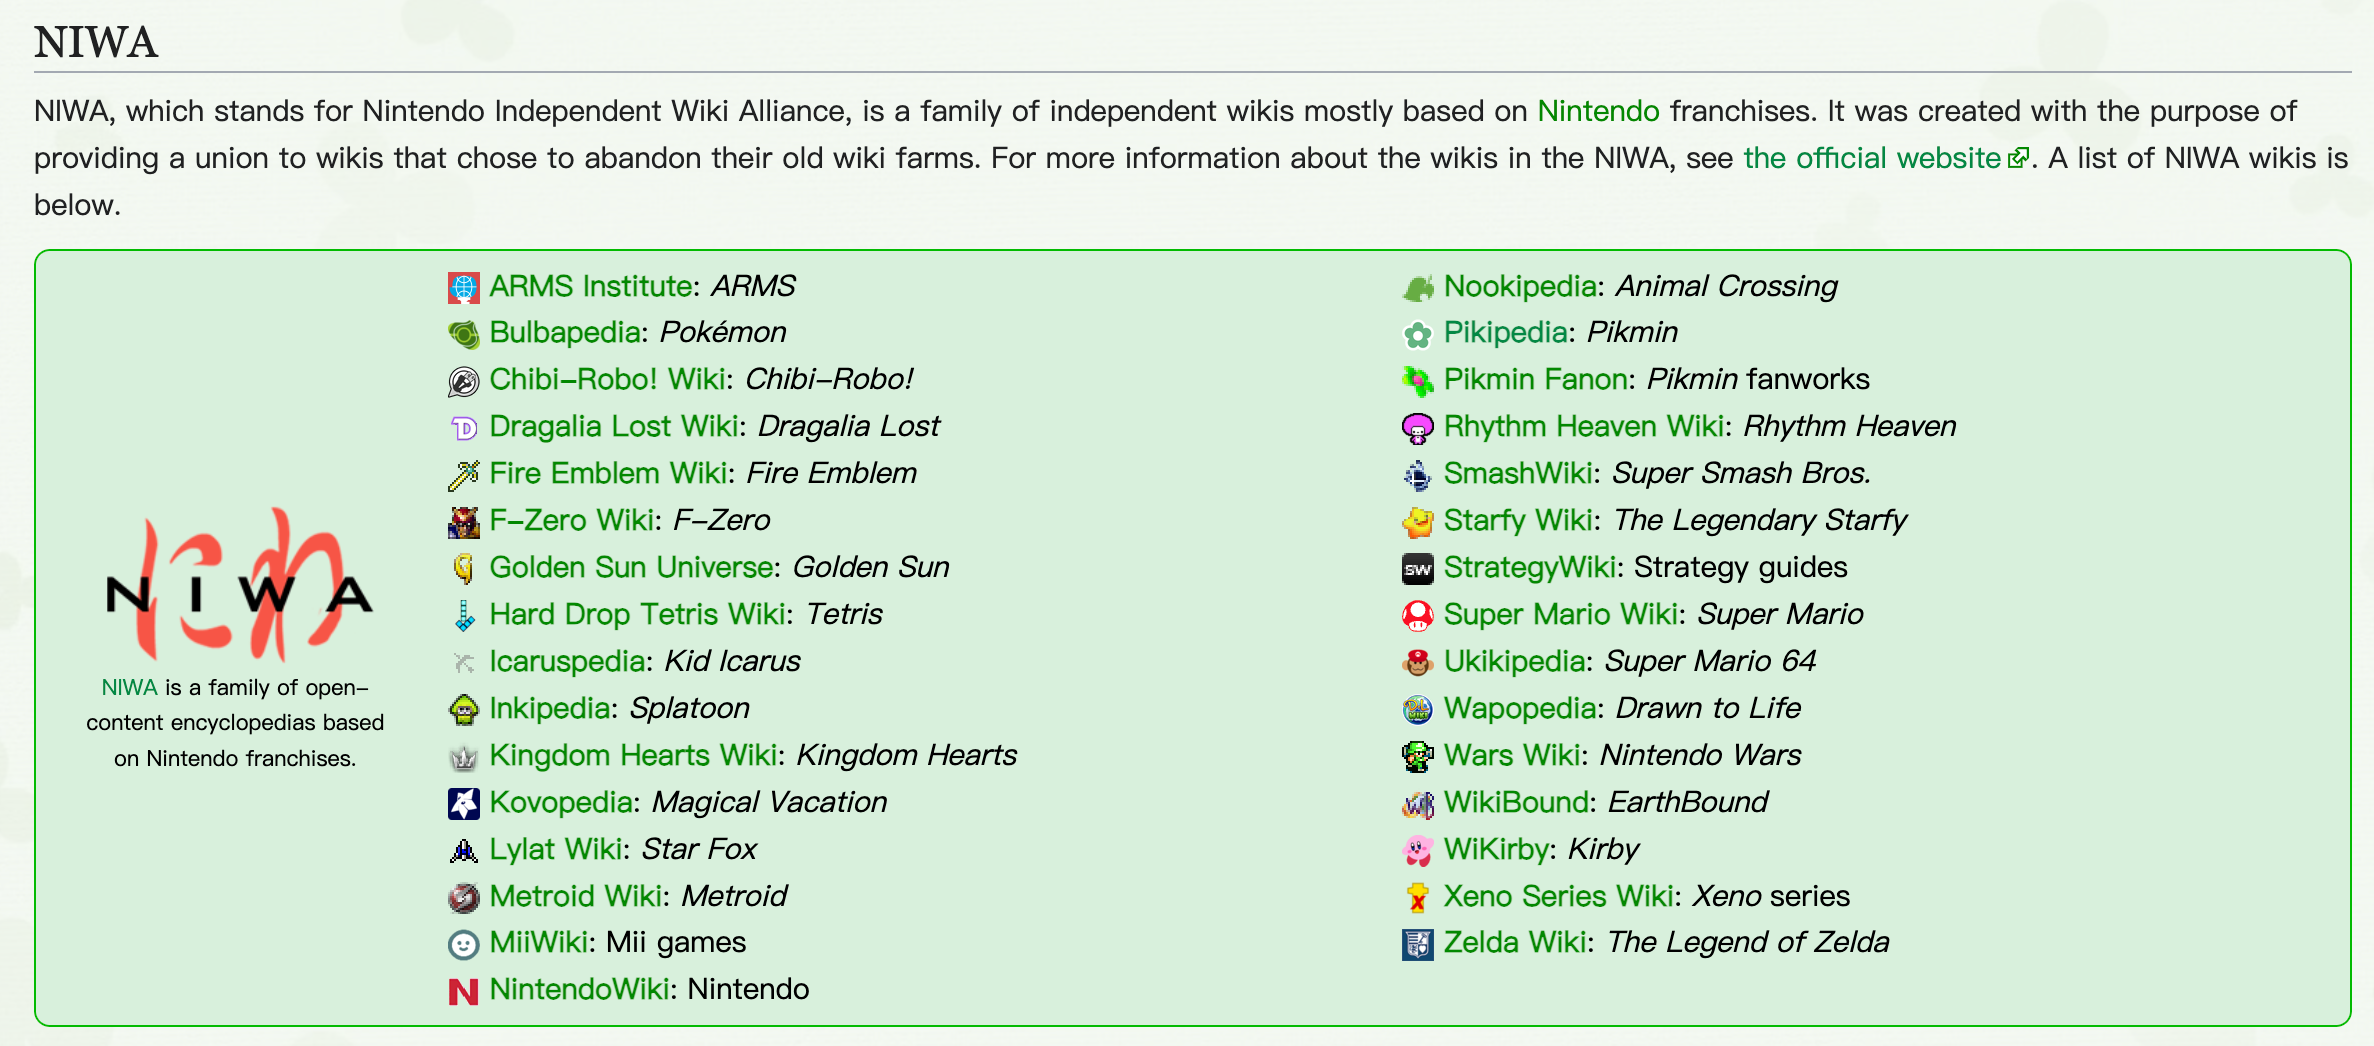 NIWA
NIWA, which stands for Nintendo Independent Wiki Alliance, is a family of independent wikis mostly based on Nintendo franchises. It was created with the purpose of
providing a union to wikis that chose to abandon their old wiki farms. For more information about the wikis in the NIWA, see the official website. A list of NIWA wikis is
below.
にわ
NIWA
NIWA is a family of open-
content encyclopedias based
on Nintendo franchises.
ARMS Institute: ARMS
Bulbapedia: Pokémon
Chibi-Robo! Wiki: Chibi-Robo!
D
Dragalia Lost Wiki: Dragalia Lost
Fire Emblem Wiki: Fire Emblem
F-Zero Wiki: F-Zero
Golden Sun Universe: Golden Sun
Hard Drop Tetris Wiki: Tetris
Icaruspedia: Kid Icarus
Inkipedia: Splatoon
Kingdom Hearts Wiki: Kingdom Hearts
Kovopedia: Magical Vacation
Lylat Wiki: Star Fox
Metroid Wiki: Metroid
MiiWiki: Mii games
N
NintendoWiki: Nintendo
Nookipedia: Animal Crossing
Pikipedia: Pikmin
Pikmin Fanon: Pikmin fanworks
Rhythm Heaven Wiki: Rhythm Heaven
SmashWiki: Super Smash Bros.
Starfy Wiki: The Legendary Starfy
SW
StrategyWiki: Strategy guides
Super Mario Wiki: Super Mario
Ukikipedia: Super Mario 64
Wapopedia: Drawn to Life
Wars Wiki: Nintendo Wars
WikiBound: EarthBound
WiKirby: Kirby
X
Xeno Series Wiki: Xeno series
Zelda Wiki: The Legend of Zelda